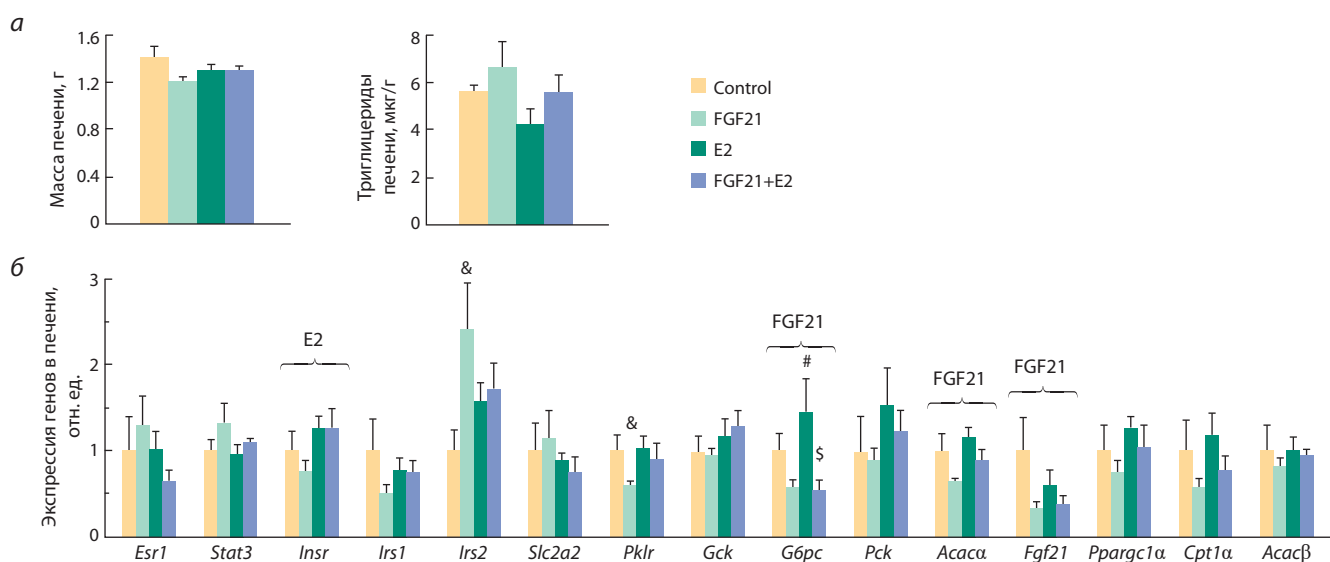 а
Масса печени, г
1.6
1.2
0.8
0.4
0
Триглицериды
печени, мкг/г
8
6
4
2
0
Control
FGF21
E2
FGF21+E2
б
Экспрессия генов в печени,
отн. ед.
3
2
1
0
E2
&
&
FGF21
#
$
FGF21
FGF21
Esr1 Stat3 Insr Irs1 Irs2 Slc2a2 Pklr Gck G6pc Pck Acacα Fgf21 Ppargc1α Cpt1α Acacβ